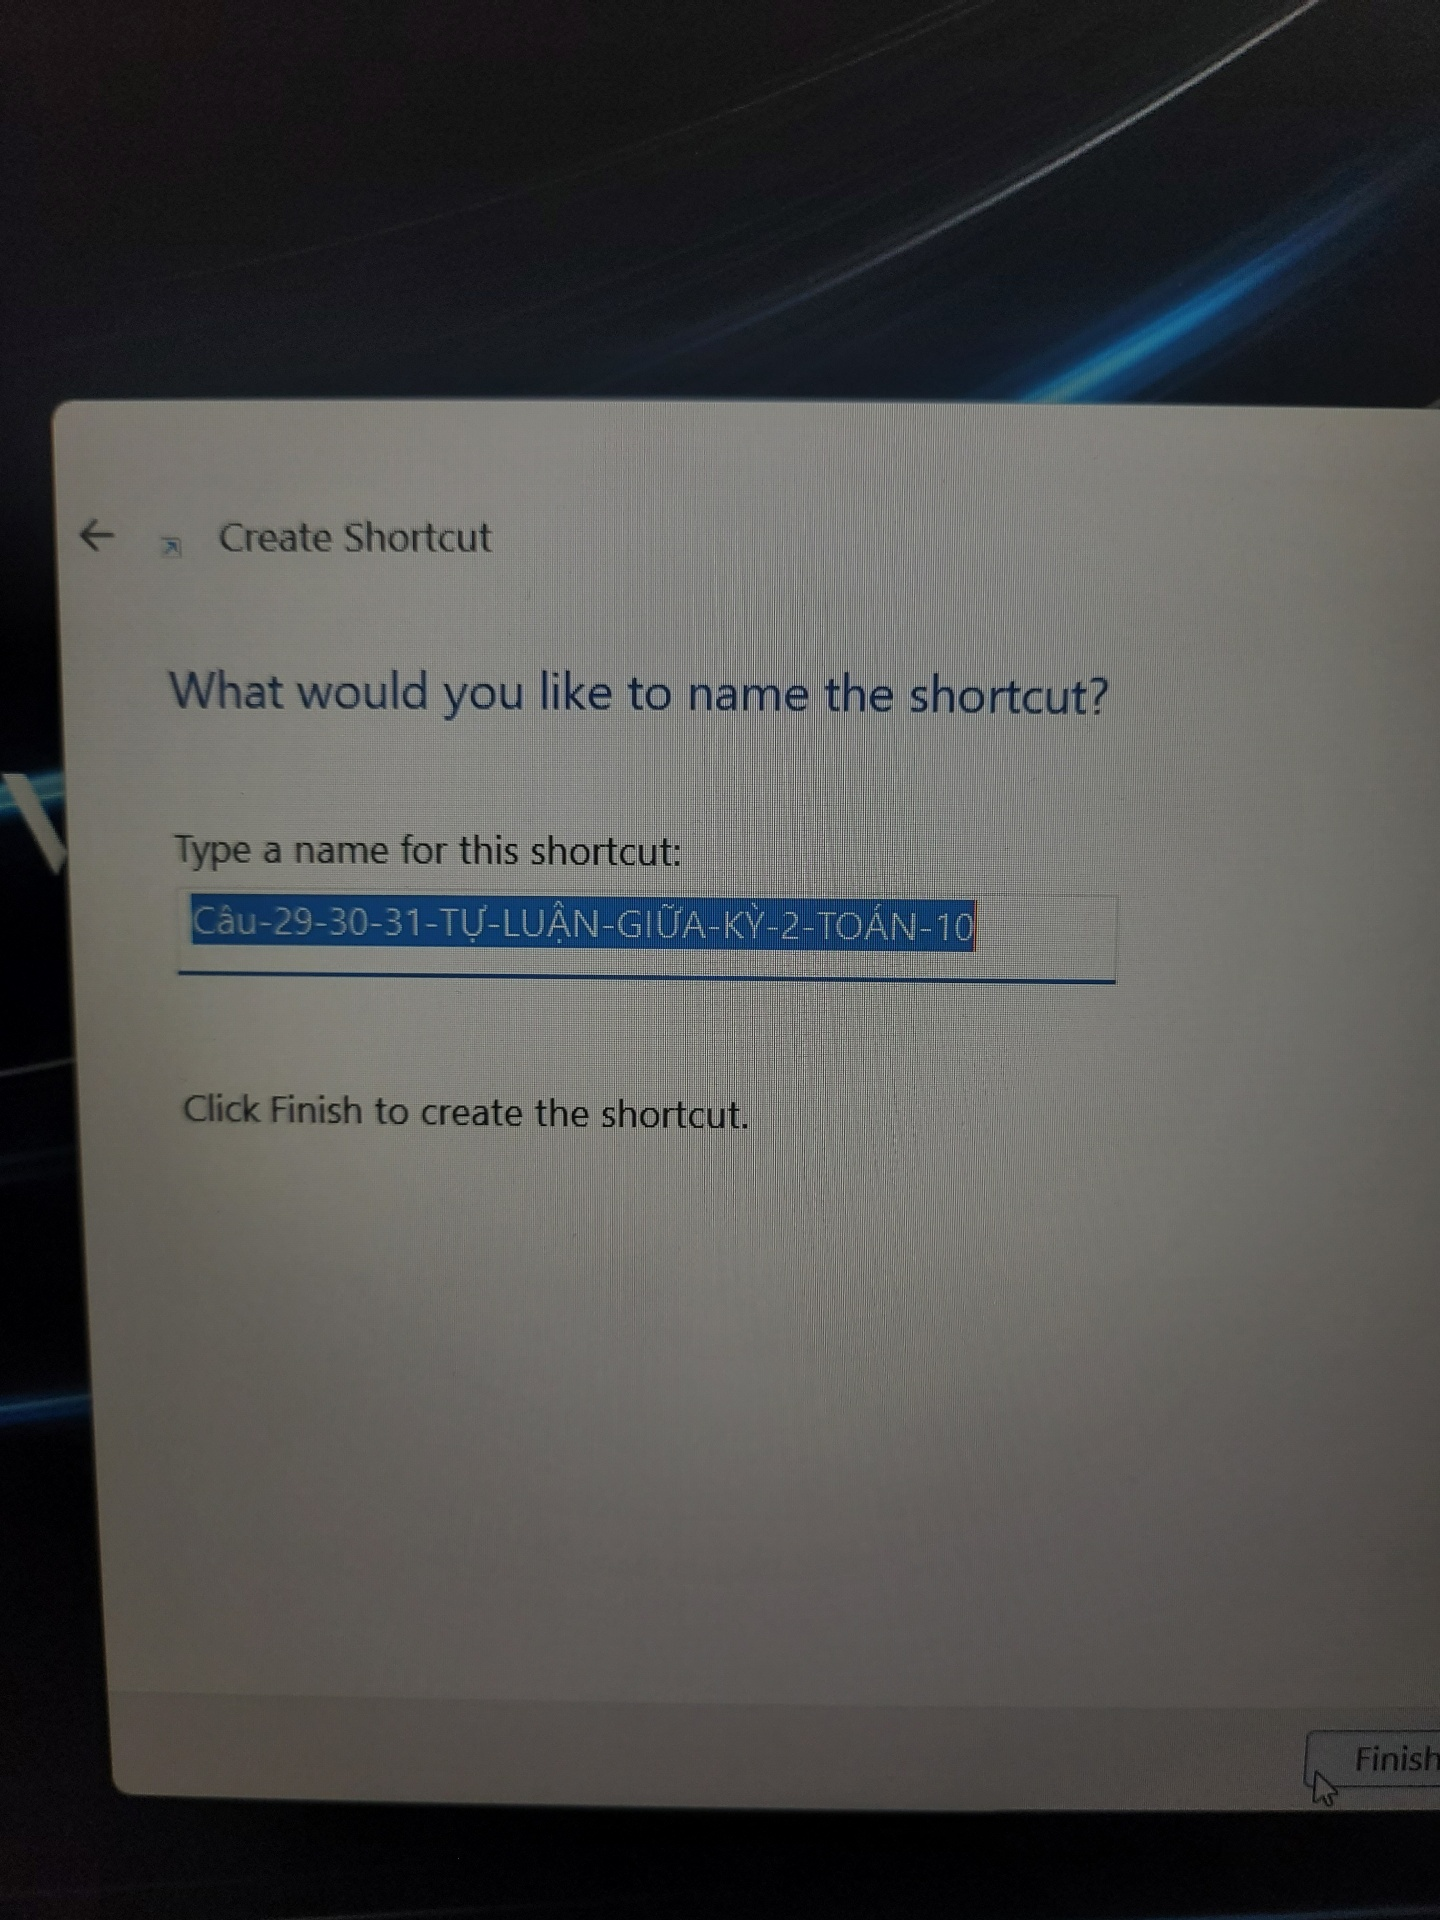 Create Shortcut
What would you like to name the shortcut?
Type a name for this shortcut:
Câu-29-30-31-TỰ-LUẬN-GIỮA-KỲ-2-TOÁN-10
Click Finish to create the shortcut.
Finish